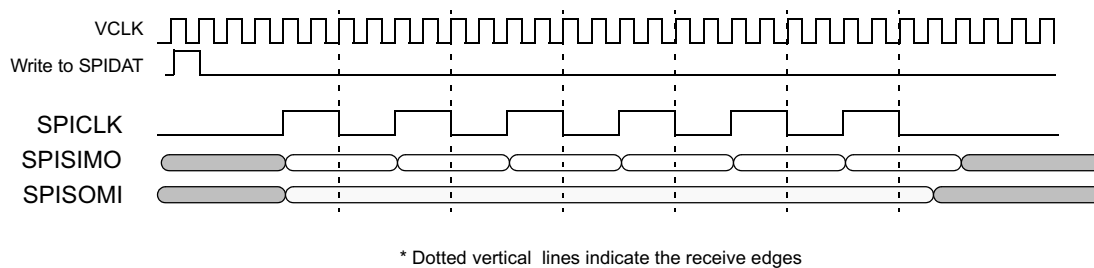 VCLK
Write to SPIDAT
SPICLK
SPISIMO
SPISOMI
* Dotted vertical lines indicate the receive edges